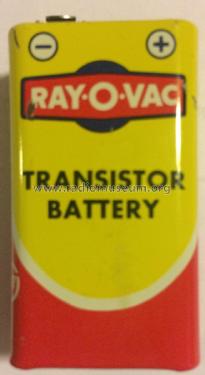 − +
RAY-O-VAC
TRANSISTOR
www.radiomuseum.org
BATTERY